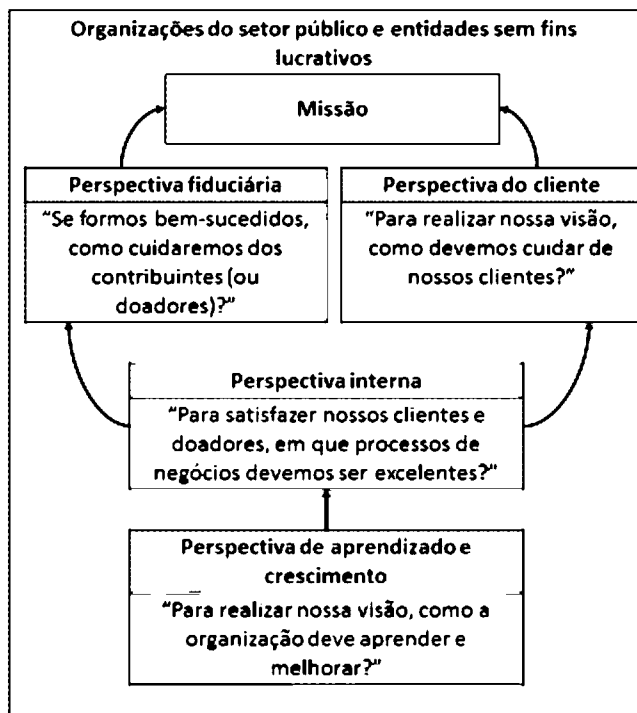 Organizações do setor público e entidades sem fins
lucrativos
Missão
Perspectiva fiduciária
“Se formos bem-sucedidos,
como cuidaremos dos
contribuintes (ou
doadores)?”
Perspectiva do cliente
“Para realizar nossa visão,
como devemos cuidar de
nossos clientes?”
Perspectiva interna
“Para satisfazer nossos clientes e
doadores, em que processos de
negócios devemos ser excelentes?”
Perspectiva de aprendizado e
crescimento
“Para realizar nossa visão, como a
organização deve aprender e
melhorar?”